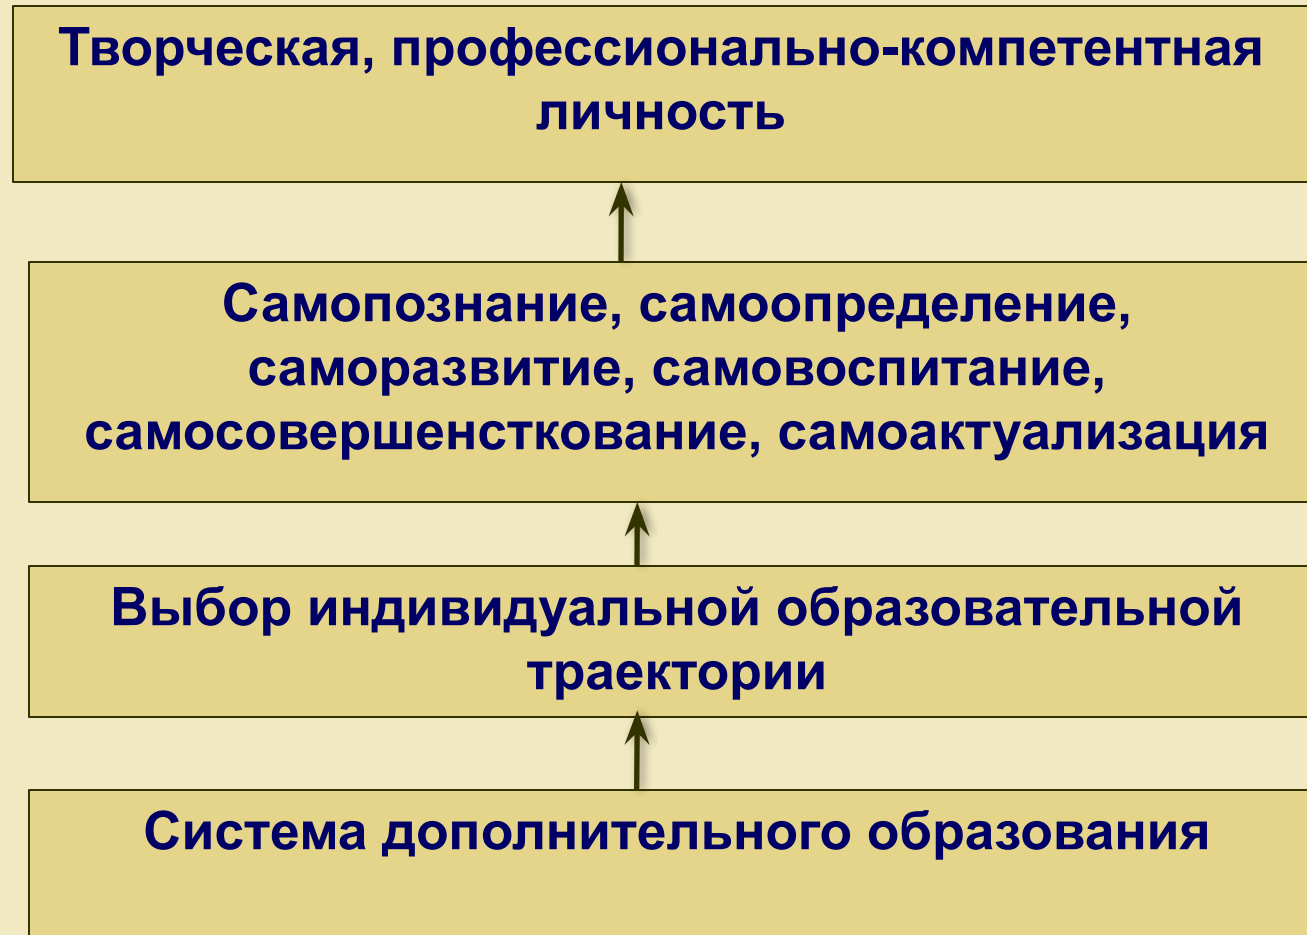 Творческая, профессионально-компетентная
личность
Самопознание, самоопределение,
саморазвитие, самовоспитание,
самосовершенсткование, самоактуализация
Выбор индивидуальной образовательной
траектории
Система дополнительного образования